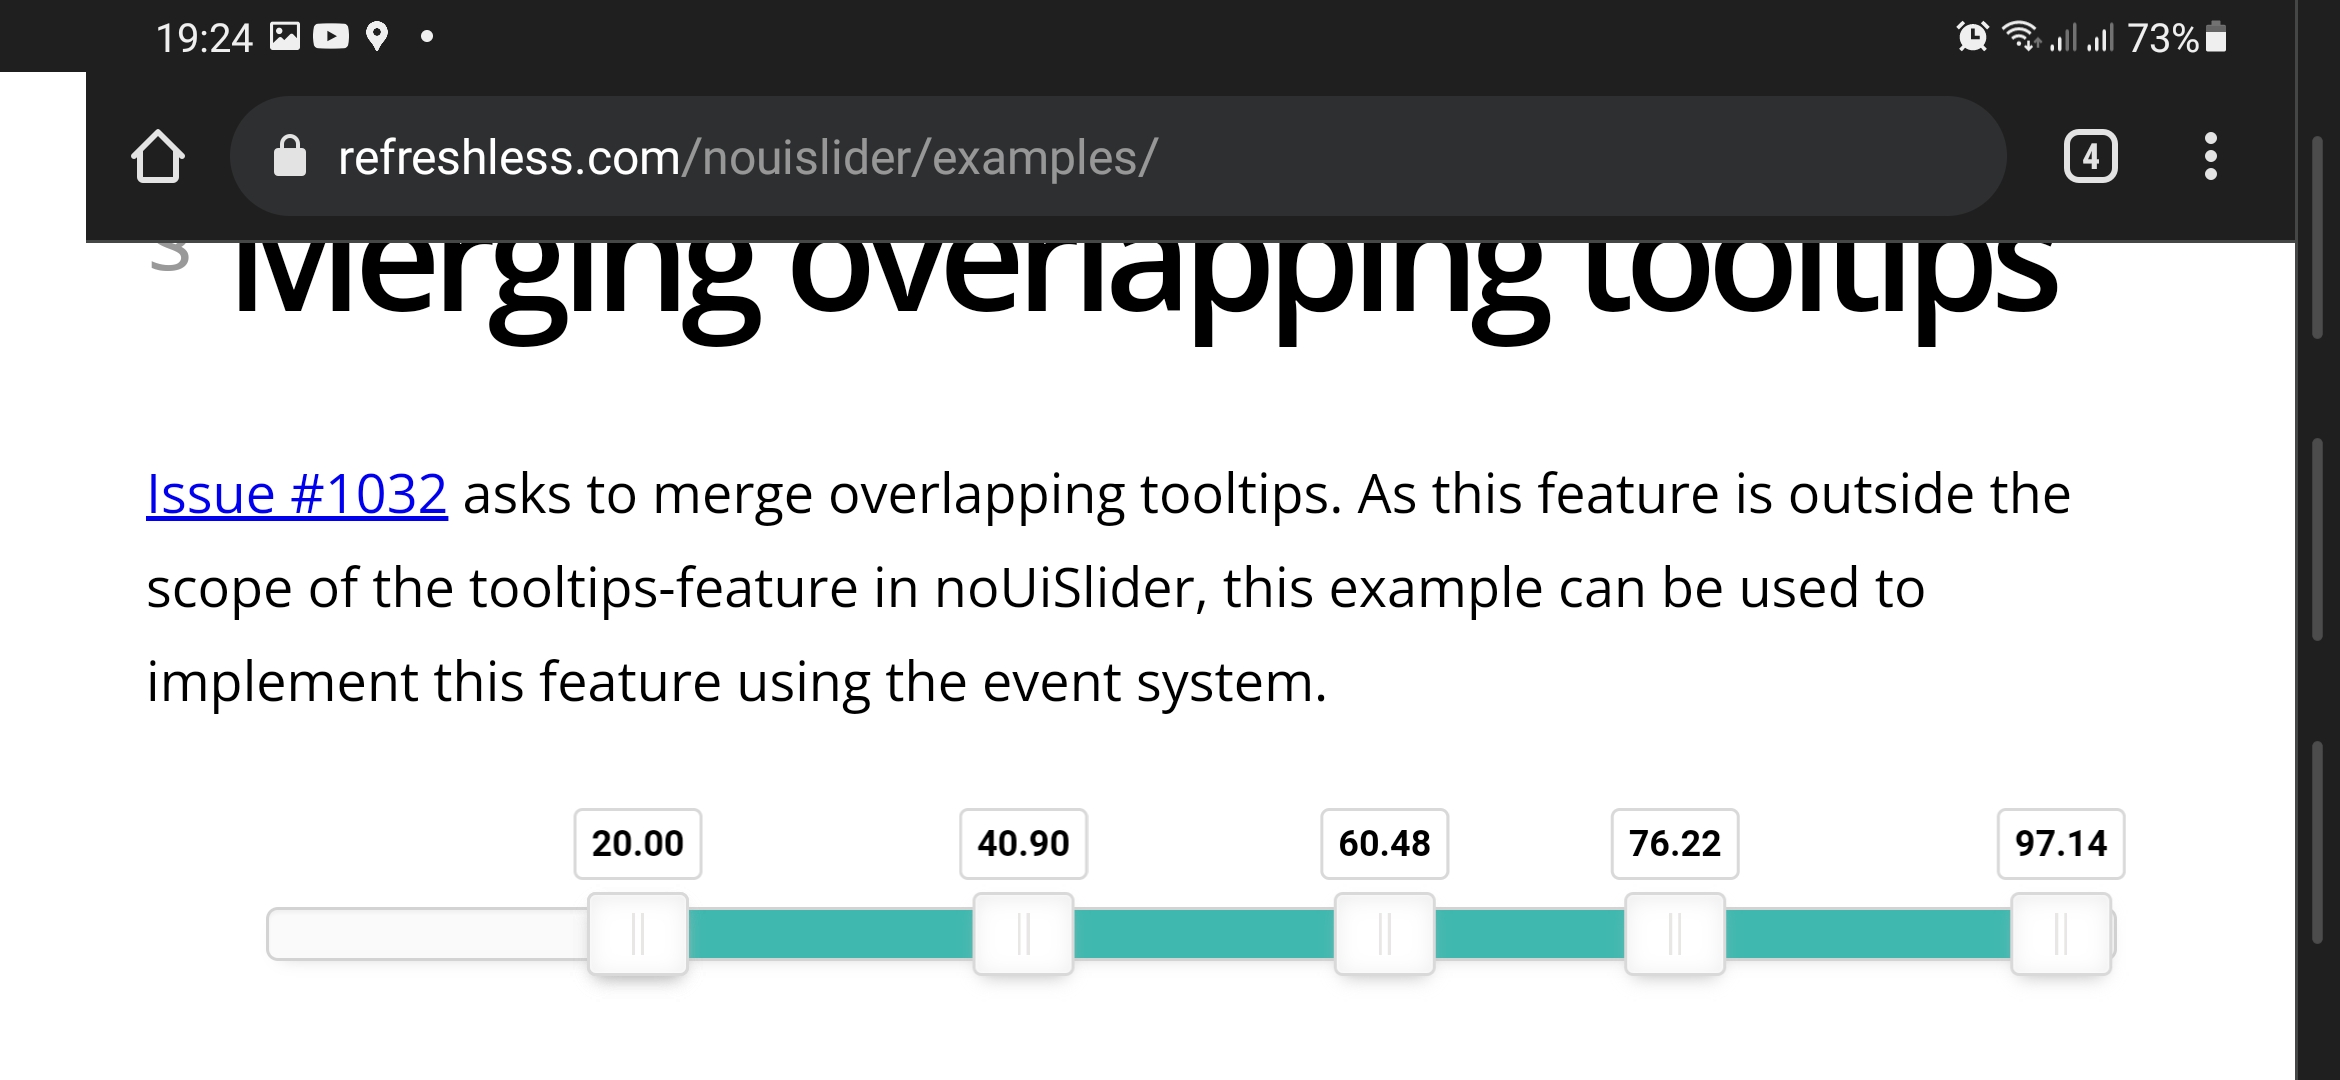 19:24 73%
refreshless.com/nouislider/examples/ 4
§ Merging overlapping tooltips
Issue #1032 asks to merge overlapping tooltips. As this feature is outside the
scope of the tooltips-feature in noUiSlider, this example can be used to
implement this feature using the event system.
20.00 40.90 60.48 76.22 97.14